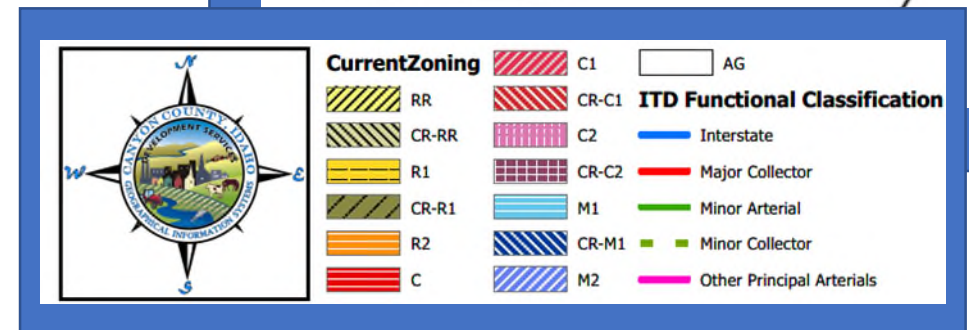 N
W
E
S
CANYON COUNTY, IDAHO
DEVELOPMENT SERVICES
GEOGRAPHICAL INFORMATION SYSTEMS
CurrentZoning
RR
CR-RR
R1
CR-R1
R2
C
C1
CR-C1
C2
CR-C2
M1
CR-M1
M2
AG
ITD Functional Classification
Interstate
Major Collector
Minor Arterial
Minor Collector
Other Principal Arterials